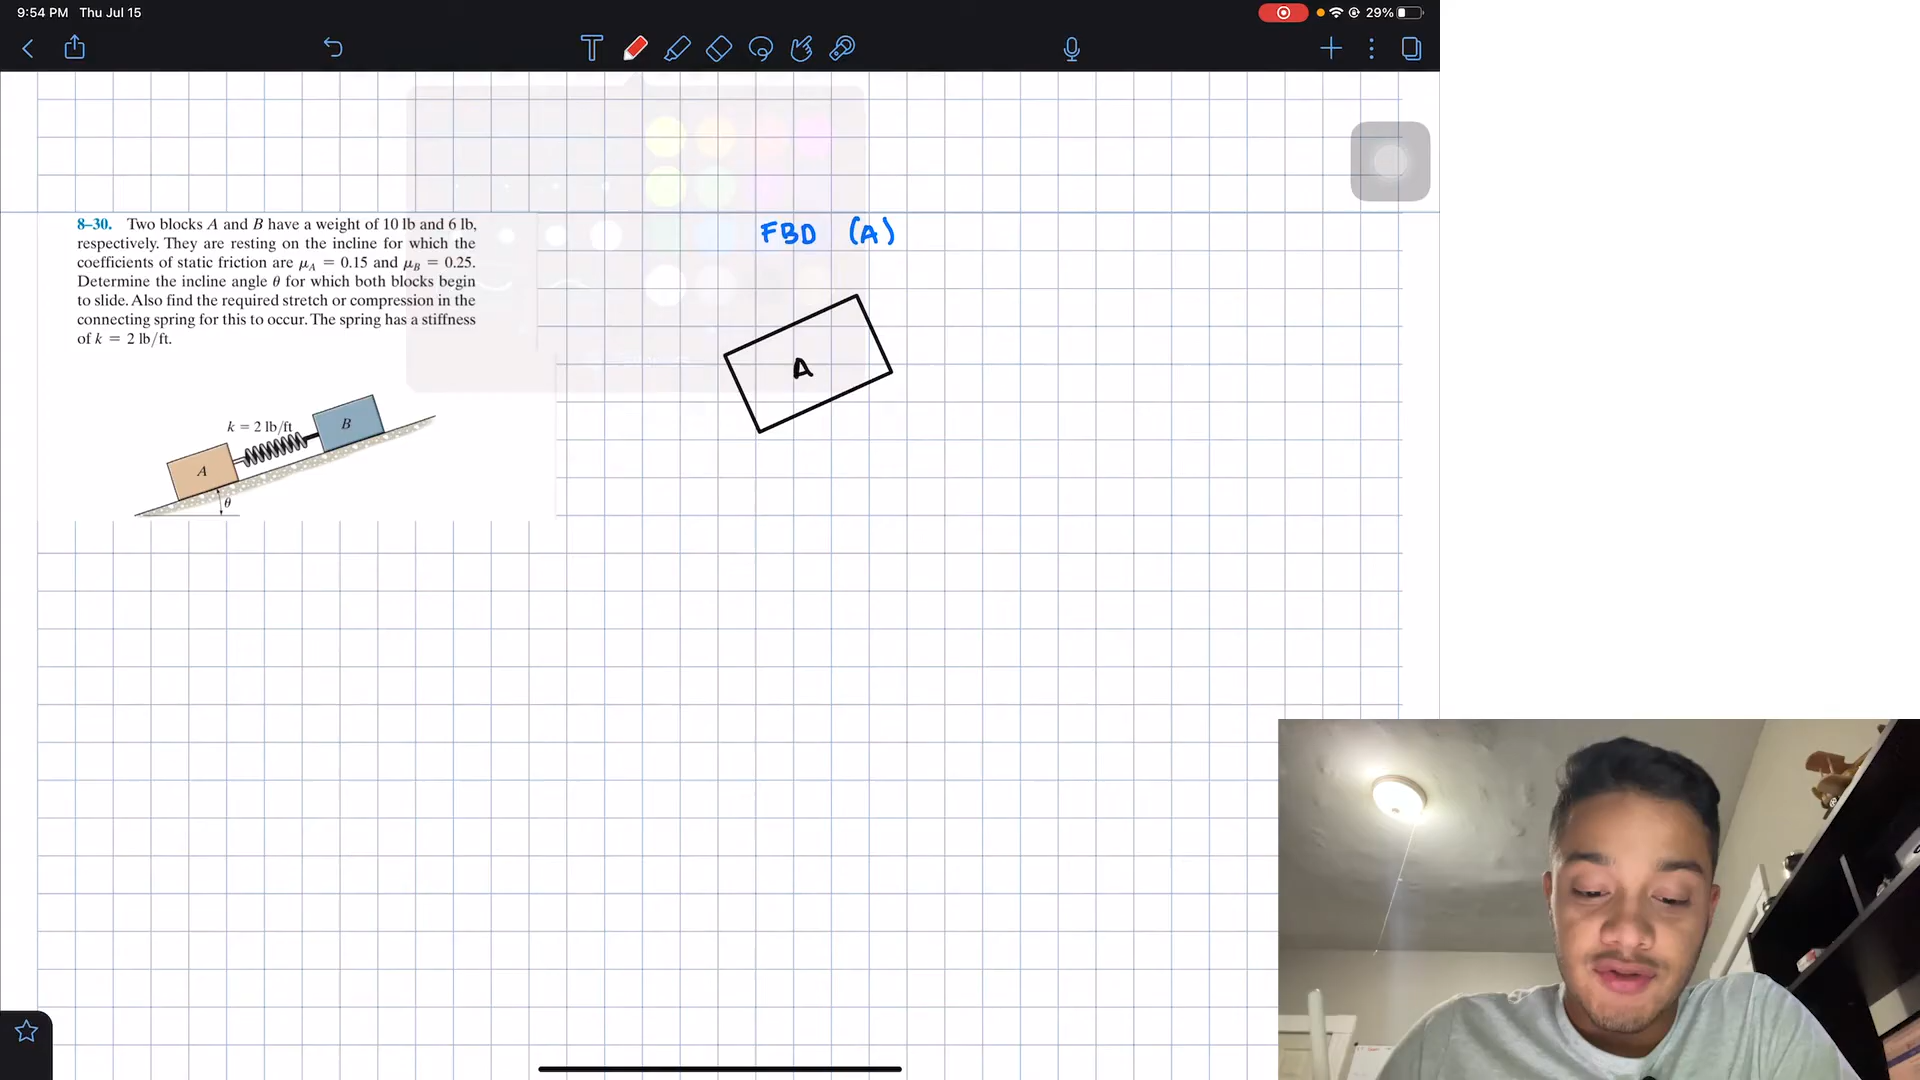 9:54 PM Thu Jul 15
29%
8–30. Two blocks A and B have a weight of 10 lb and 6 lb,
respectively. They are resting on the incline for which the
coefficients of static friction are μA = 0.15 and μB = 0.25.
Determine the incline angle θ for which both blocks begin
to slide. Also find the required stretch or compression in the
connecting spring for this to occur. The spring has a stiffness
of k = 2 lb/ft.
k = 2 lb/ft
B
A
θ
FBD (A)
A